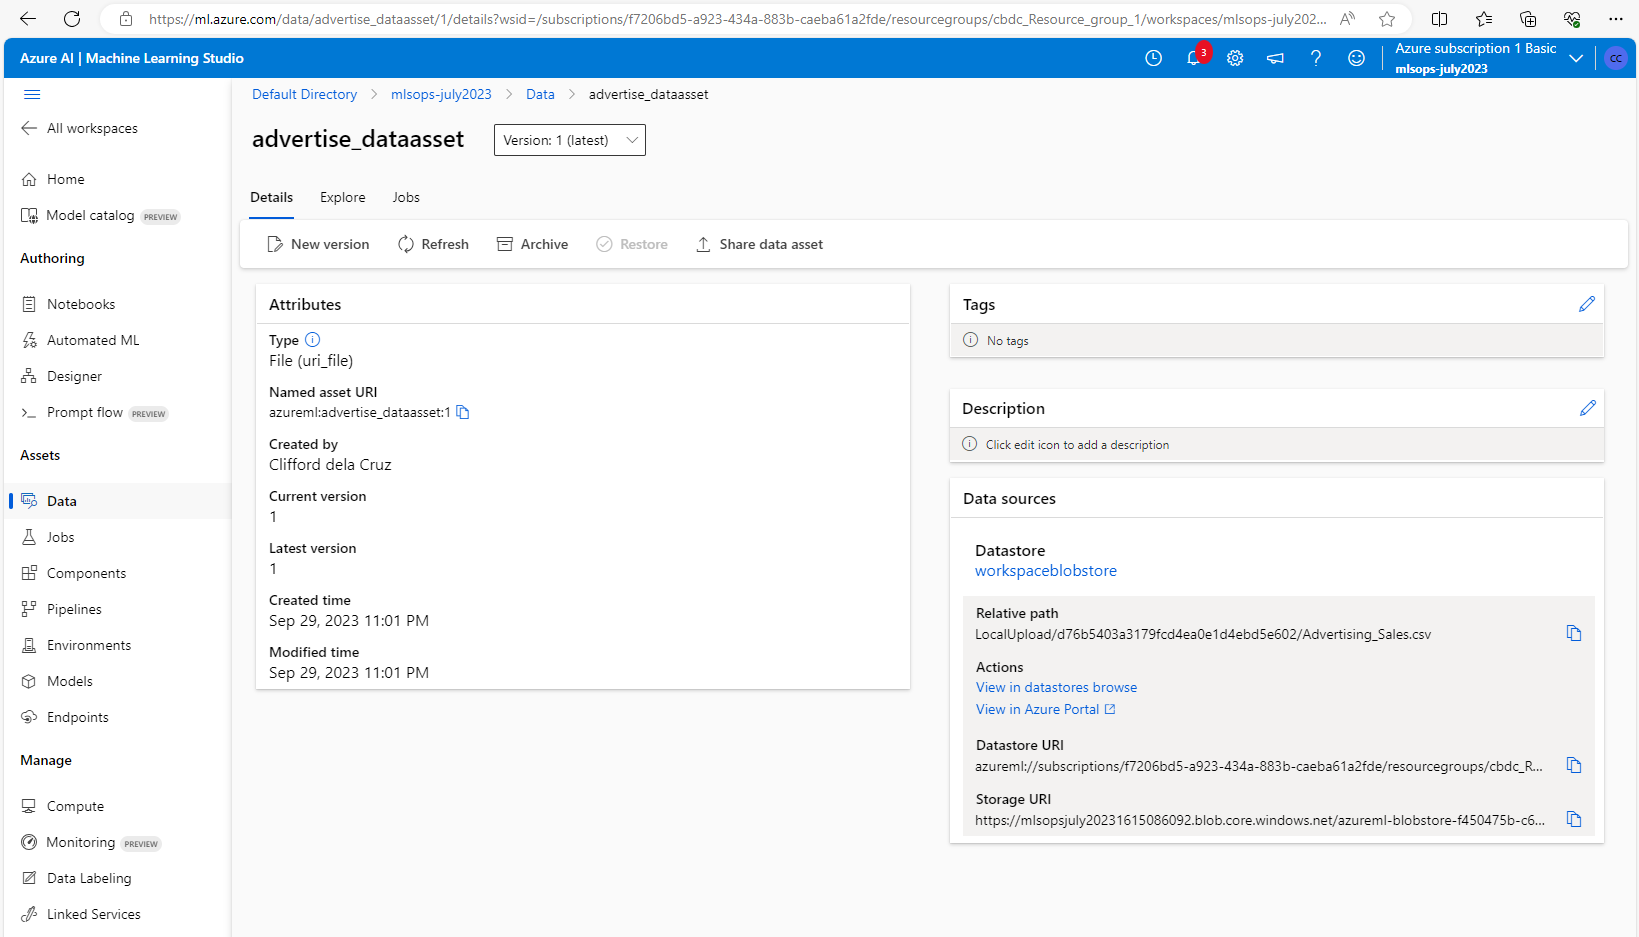 https://ml.azure.com/data/advertise_dataasset/1/details?wsid=/subscriptions/f7206bd5-a923-434a-883b-caeba61a2fde/resourcegroups/cbdc_Resource_group_1/workspaces/mlsops-july202...
Azure AI | Machine Learning Studio
3
Azure subscription 1 Basic
mlsops-july2023
CC
All workspaces
Home
Model catalog PREVIEW
Authoring
Notebooks
Automated ML
Designer
Prompt flow PREVIEW
Assets
Data
Jobs
Components
Pipelines
Environments
Models
Endpoints
Manage
Compute
Monitoring PREVIEW
Data Labeling
Linked Services
Default Directory > mlsops-july2023 > Data > advertise_dataasset
advertise_dataasset
Version: 1 (latest)
Details Explore Jobs
New version Refresh Archive Restore Share data asset
Attributes
Type
File (uri_file)
Named asset URI
azureml:advertise_dataasset:1
Created by
Clifford dela Cruz
Current version
1
Latest version
1
Created time
Sep 29, 2023 11:01 PM
Modified time
Sep 29, 2023 11:01 PM
Tags
No tags
Description
Click edit icon to add a description
Data sources
Datastore
workspaceblobstore
Relative path
LocalUpload/d76b5403a3179fcd4ea0e1d4ebd5e602/Advertising_Sales.csv
Actions
View in datastores browse
View in Azure Portal
Datastore URI
azureml://subscriptions/f7206bd5-a923-434a-883b-caeba61a2fde/resourcegroups/cbdc_R...
Storage URI
https://mlsopsjuly20231615086092.blob.core.windows.net/azureml-blobstore-f450475b-c6...